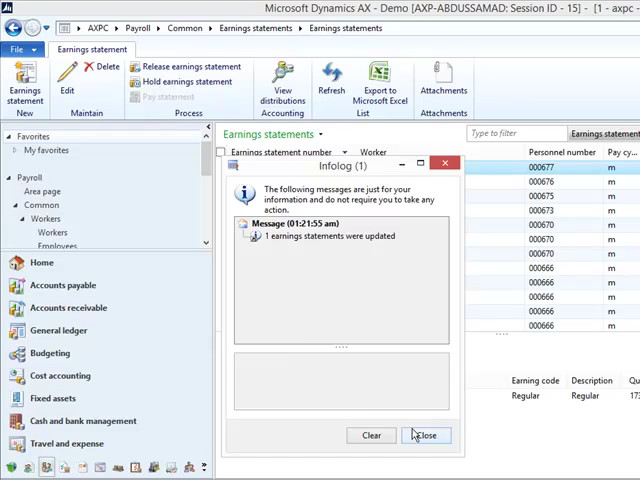 Microsoft Dynamics AX - Demo [AXP-ABDUSSAMAD: Session ID - 15] - [1 - axpc -
AXPC Payroll Common Earnings statements Earnings statements
File Earnings statement
Earnings statement
New
Edit
Delete
Maintain
Release earnings statement
Hold earnings statement
Pay statement
Process
View distributions
Accounting
Refresh
Export to Microsoft Excel
List
Attachments
Attachments
Favorites
My favorites
Payroll
Area page
Common
Workers
Workers
Employees
Home
Accounts payable
Accounts receivable
General ledger
Budgeting
Cost accounting
Fixed assets
Cash and bank management
Travel and expense
Earnings statements
Type to filter
Earnings statement
Earnings statement number Worker Personnel number Pay cy...
000677 m
000676 m
000675 m
000673 m
000670 m
000670 m
000670 m
000666 m
000666 m
000666 m
000666 m
Infolog (1)
The following messages are just for your
information and do not require you to take any
action.
Message (01:21:55 am)
1 earnings statements were updated
Clear Close
Earning code Description Qu
Regular Regular 173